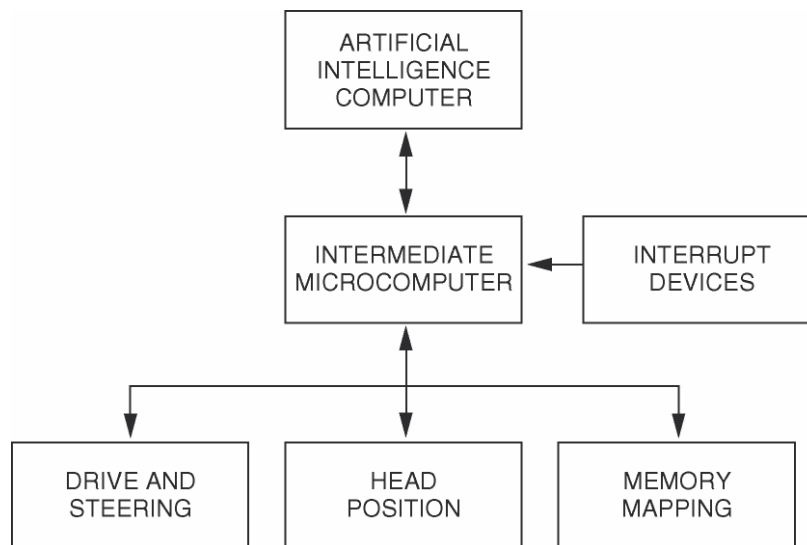 ARTIFICIAL
INTELLIGENCE
COMPUTER
INTERMEDIATE
MICROCOMPUTER
INTERRUPT
DEVICES
DRIVE AND
STEERING
HEAD
POSITION
MEMORY
MAPPING